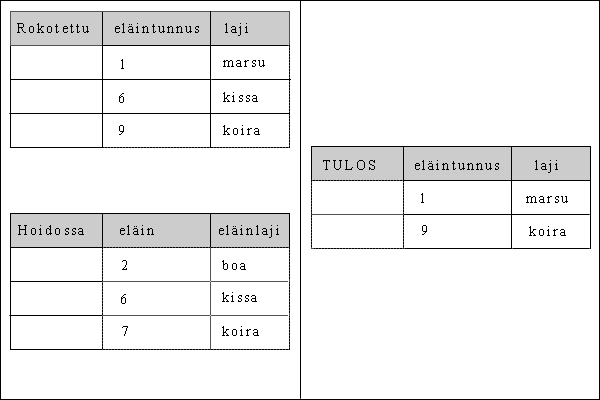 Rokotettu eläintunnus laji
1 marsu
6 kissa
9 koira
Hoidossa eläin eläinlaji
2 boa
6 kissa
7 koira
TULOS eläintunnus laji
1 marsu
9 koira